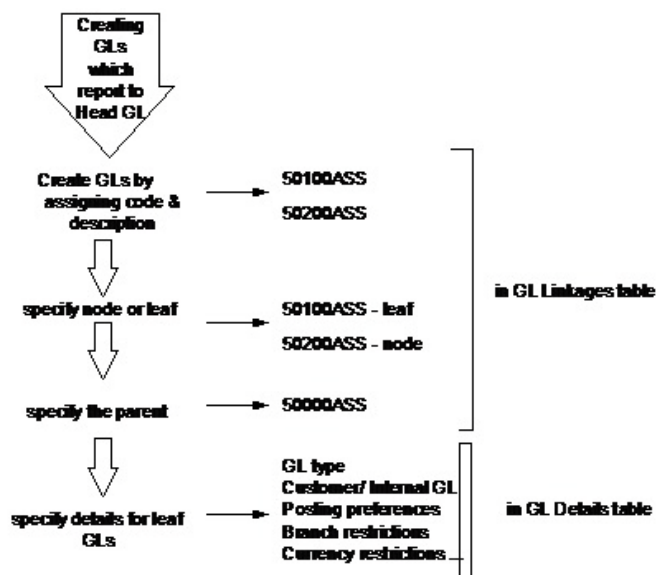 Creating
GLs
which
report to
Head GL
Create GLs by
assigning code &
description
50100ASS
50200ASS
specify node or leaf
50100ASS - leaf
50200ASS - node
in GL Linkages table
specify the parent
50000ASS
specify details for leaf
GLs
GL type
Customer/ Internal GL
Posting preferences
Branch restrictions
Currency restrictions
in GL Details table